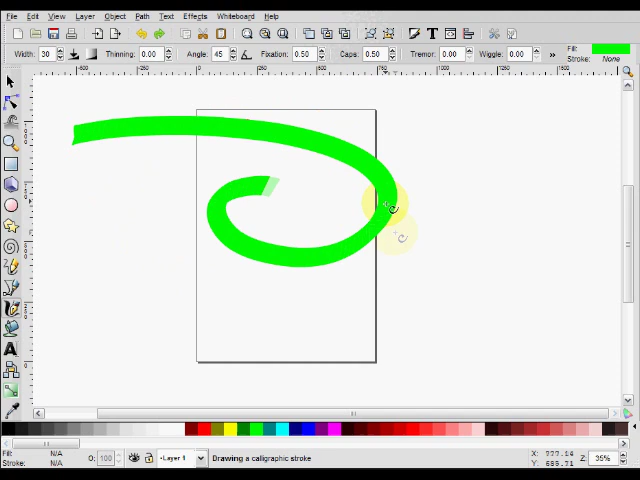 File Edit View Layer Object Path Text Effects Whiteboard Help
Width: 30 Thinning: 0.00 Angle: 45 Fixation: 0.50 Caps: 0.50 Tremor: 0.00 Wiggle: 0.00 » Fill:
Stroke: None
Fill: N/A O: 100 Layer 1 Drawing a calligraphic stroke X: 777.14 Z: 35%
Stroke: N/A Y: 685.71